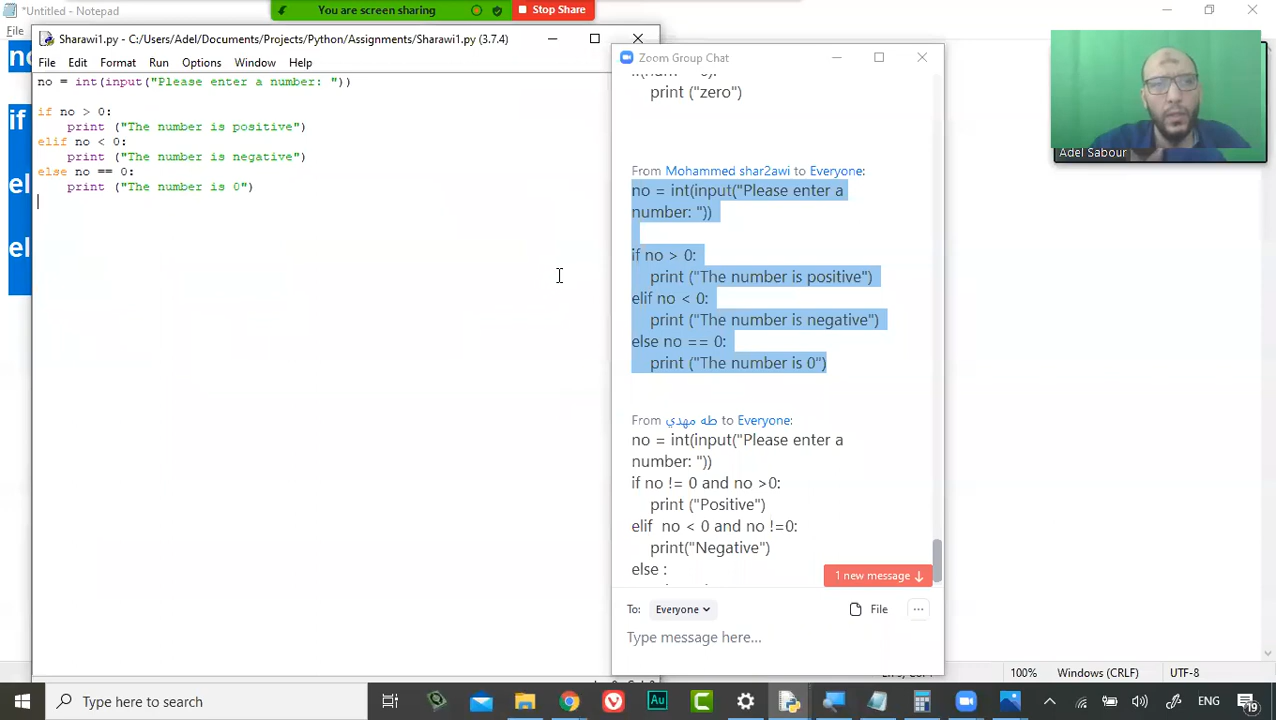 *Untitled - Notepad
You are screen sharing
Stop Share
File
Sharawi1.py - C:/Users/Adel/Documents/Projects/Python/Assignments/Sharawi1.py (3.7.4)
File Edit Format Run Options Window Help
no = int(input("Please enter a number: "))
if no > 0:
print ("The number is positive")
elif no < 0:
print ("The number is negative")
else no == 0:
print ("The number is 0")
no
if
el
el
Zoom Group Chat
print ("zero")
From Mohammed shar2awi to Everyone:
no = int(input("Please enter a
number: "))
if no > 0:
print ("The number is positive")
elif no < 0:
print ("The number is negative")
else no == 0:
print ("The number is 0")
From طه مهدي to Everyone:
no = int(input("Please enter a
number: "))
if no != 0 and no >0:
print ("Positive")
elif no < 0 and no !=0:
print("Negative")
else :
1 new message
To: Everyone
File
Type message here...
Adel Sabour
100% Windows (CRLF) UTF-8
Type here to search
Au
ENG
19